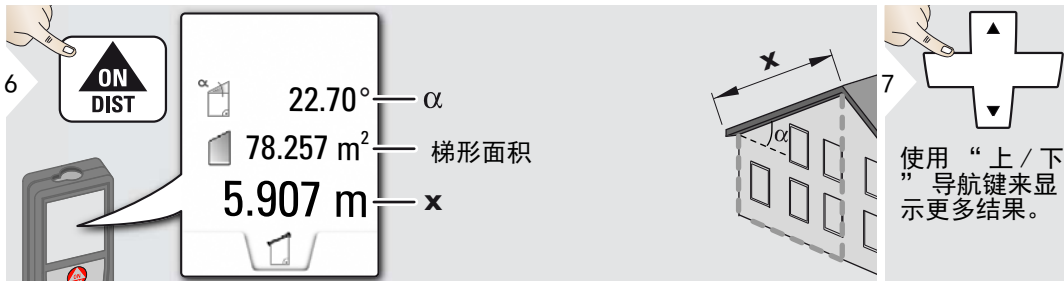 6
ON
DIST
22.70° α
78.257 m² 梯形面积
5.907 m x
x
α
7
使用 “上 / 下
” 导航键来显
示更多结果。